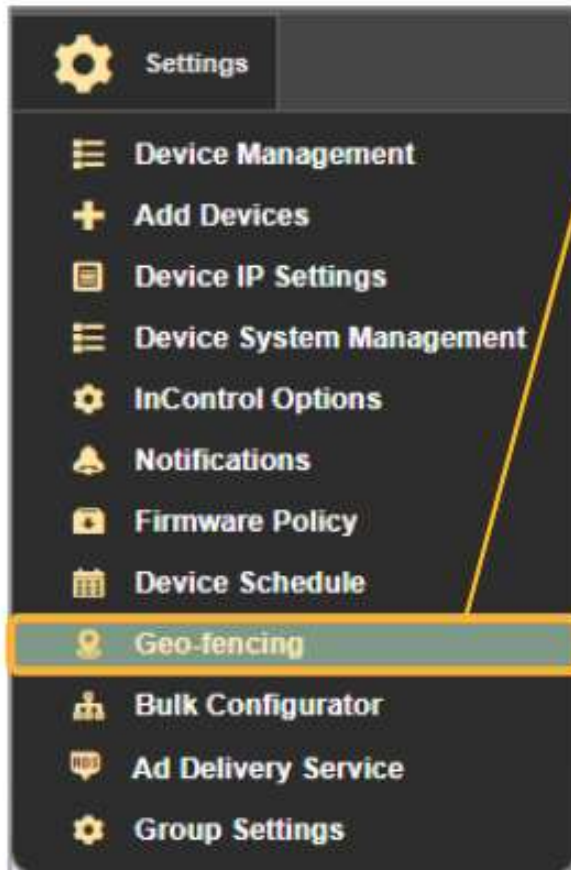 Settings
Device Management
Add Devices
Device IP Settings
Device System Management
InControl Options
Notifications
Firmware Policy
Device Schedule
Geo-fencing
Bulk Configurator
ADS
Ad Delivery Service
Group Settings